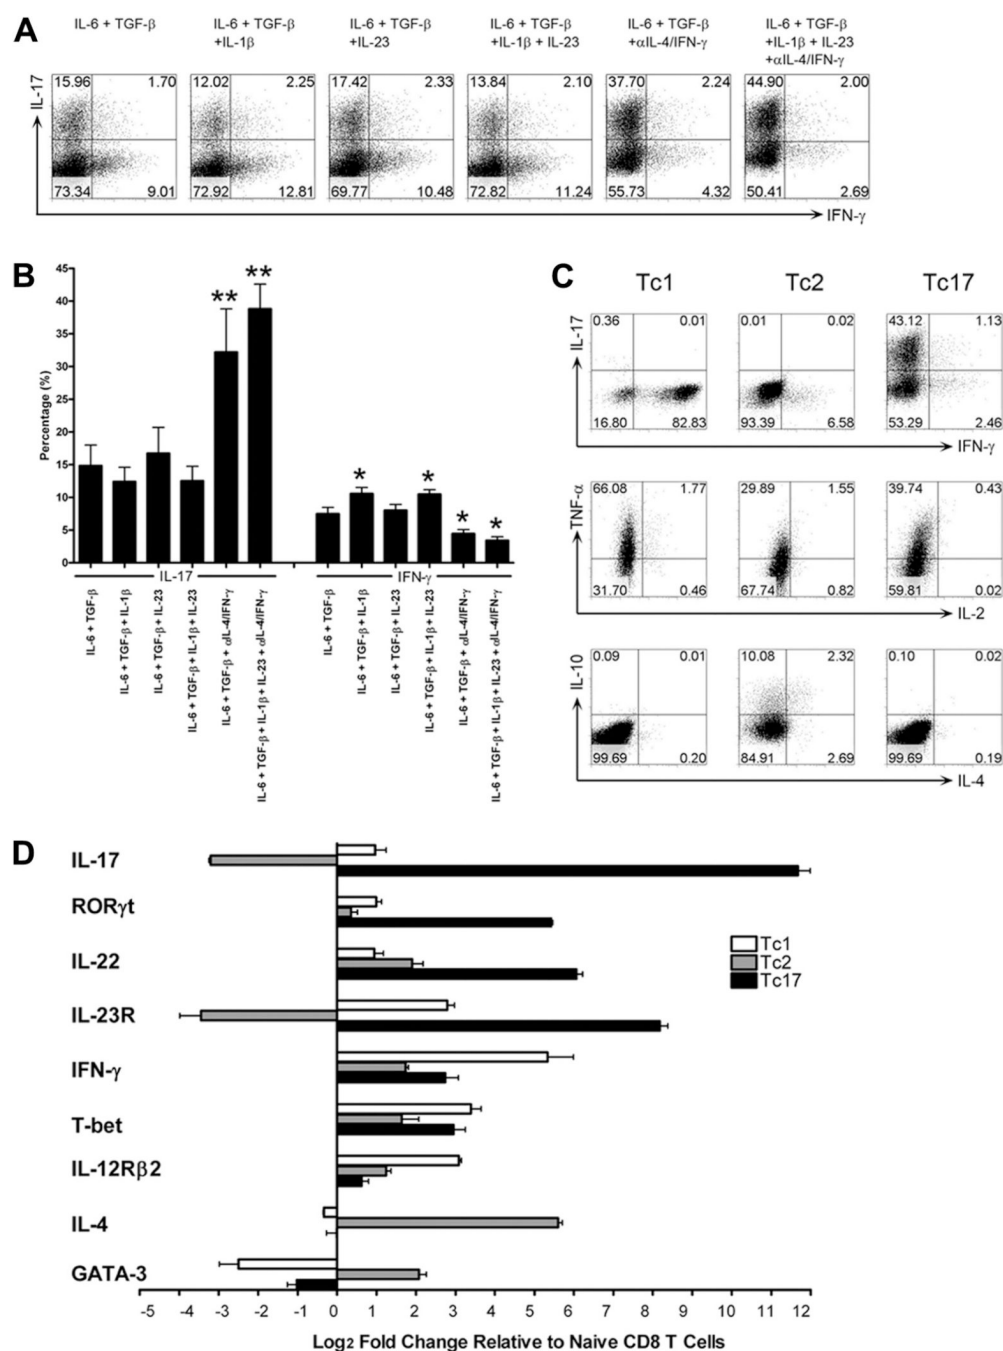 A
IL-6 + TGF-β
IL-6 + TGF-β
+IL-1β
IL-6 + TGF-β
+IL-23
IL-6 + TGF-β
+IL-1β + IL-23
IL-6 + TGF-β
+αIL-4/IFN-γ
IL-6 + TGF-β
+IL-1β + IL-23
+αIL-4/IFN-γ
IL-17
15.96 1.70
73.34 9.01
12.02 2.25
72.92 12.81
17.42 2.33
69.77 10.48
13.84 2.10
72.82 11.24
37.70 2.24
55.73 4.32
44.90 2.00
50.41 2.69
IFN-γ
B
Percentage (%)
45
40
35
30
25
20
15
10
5
0
** **
* * * *
IL-17
IFN-γ
IL-6 + TGF-β
IL-6 + TGF-β + IL-1β
IL-6 + TGF-β + IL-23
IL-6 + TGF-β + IL-1β + IL-23
IL-6 + TGF-β + αIL-4/IFN-γ
IL-6 + TGF-β + IL-1β + IL-23 + αIL-4/IFN-γ
IL-6 + TGF-β
IL-6 + TGF-β + IL-1β
IL-6 + TGF-β + IL-23
IL-6 + TGF-β + IL-1β + IL-23
IL-6 + TGF-β + αIL-4/IFN-γ
IL-6 + TGF-β + IL-1β + IL-23 + αIL-4/IFN-γ
C
Tc1 Tc2 Tc17
IL-17
0.36 0.01
16.80 82.83
0.01 0.02
93.39 6.58
43.12 1.13
53.29 2.46
IFN-γ
TNF-α
66.08 1.77
31.70 0.46
29.89 1.55
67.74 0.82
39.74 0.43
59.81 0.02
IL-2
IL-10
0.09 0.01
99.69 0.20
10.08 2.32
84.91 2.69
0.10 0.02
99.69 0.19
IL-4
D
IL-17
RORγt
IL-22
IL-23R
IFN-γ
T-bet
IL-12Rβ2
IL-4
GATA-3
Tc1
Tc2
Tc17
-5 -4 -3 -2 -1 0 1 2 3 4 5 6 7 8 9 10 11 12
Log2 Fold Change Relative to Naive CD8 T Cells